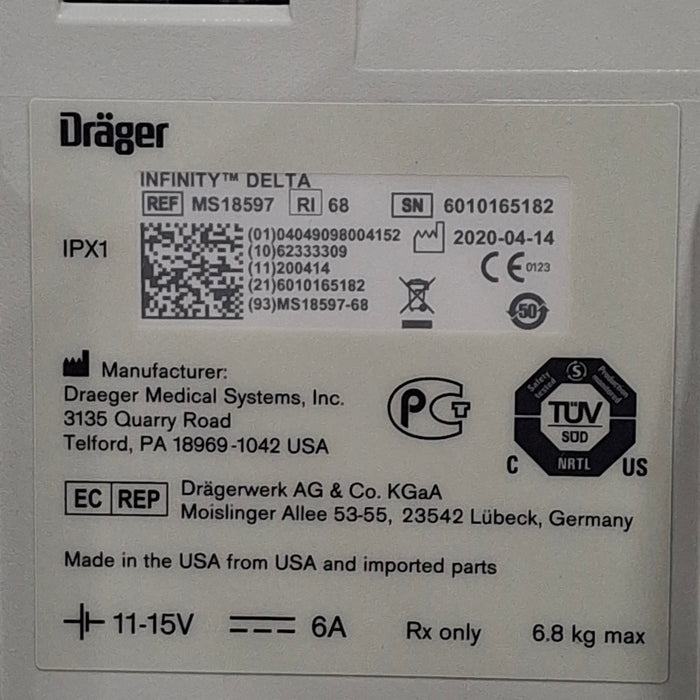 Dräger
INFINITY™ DELTA
REF MS18597 RI 68 SN 6010165182
IPX1
(01)04049098004152 2020-04-14
(10)62333309
(11)200414
(21)6010165182
(93)MS18597-68
CE 0123
50
Manufacturer:
Draeger Medical Systems, Inc.
3135 Quarry Road
Telford, PA 18969-1042 USA
PCT
Safety tested S Production monitored
TÜV
SÜD
C NRTL US
EC REP Drägerwerk AG & Co. KGaA
Moislinger Allee 53-55, 23542 Lübeck, Germany
Made in the USA from USA and imported parts
11-15V 6A Rx only 6.8 kg max